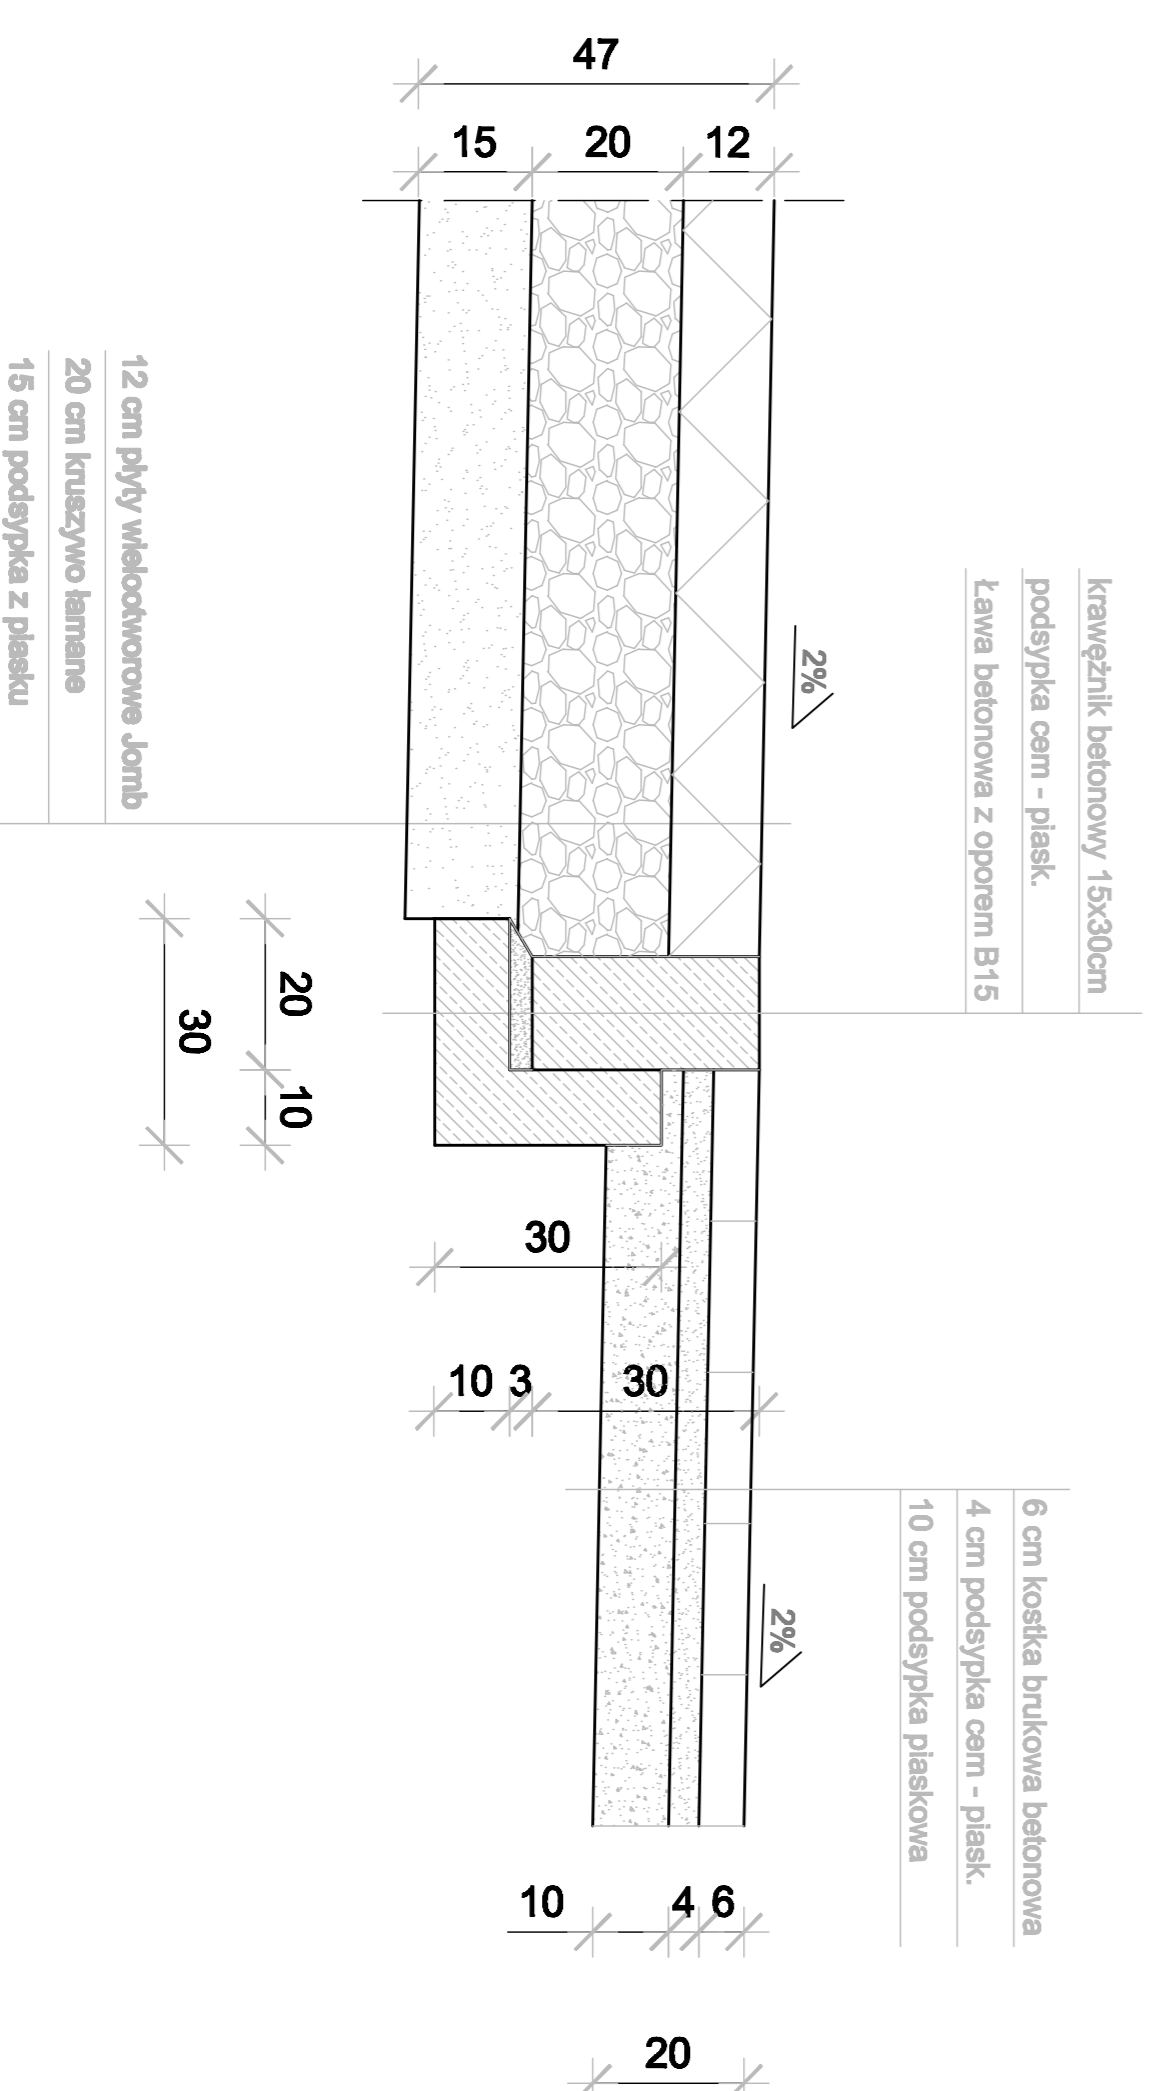 47
15
20
12
krawężnik betonowy 15x30cm
podsypka cem - piask.
Ława betonowa z oporem B15
2%
12 cm płyty wielootworowe Jomb
20 cm kruszywo łamane
15 cm podsypka z piasku
20
10
30
30
10
3
30
6 cm kostka brukowa betonowa
4 cm podsypka cem - piask.
10 cm podsypka piaskowa
2%
10
4
6
20